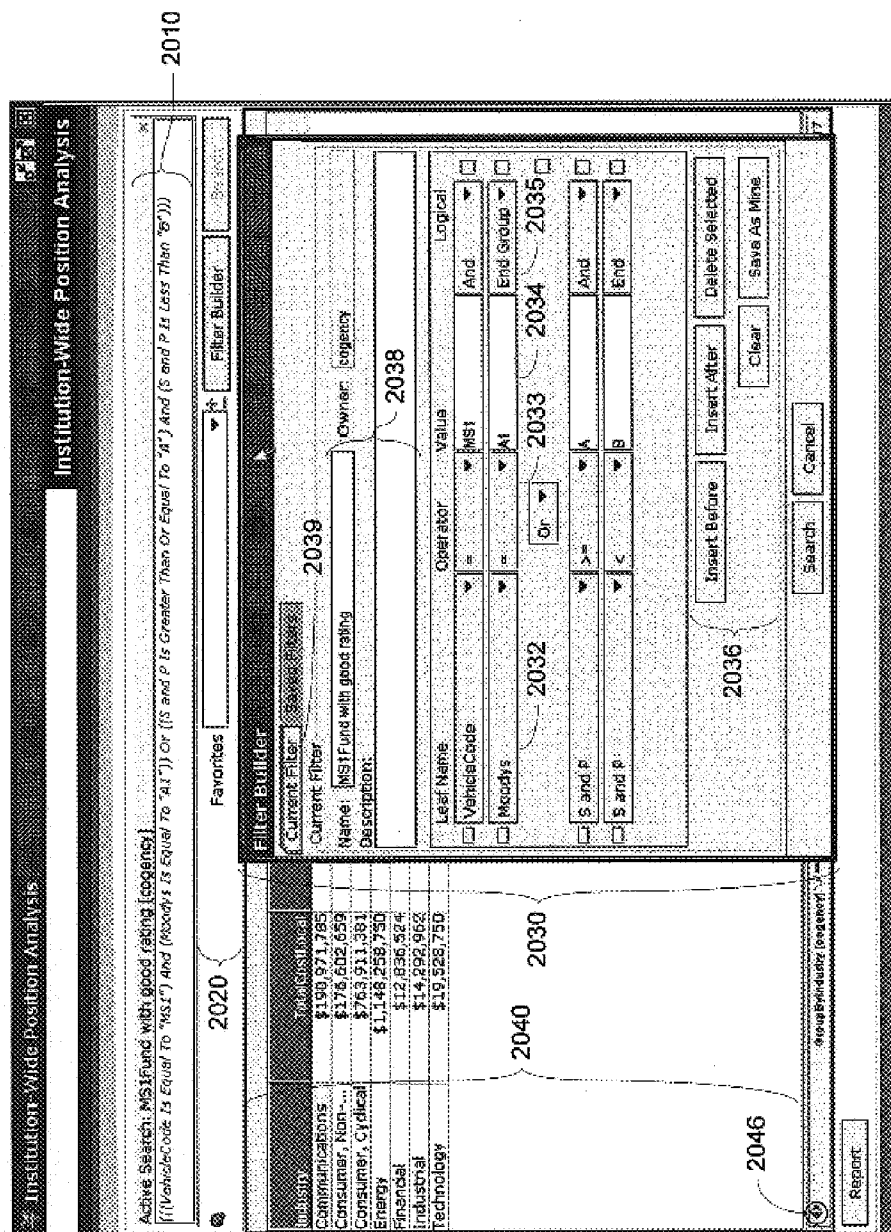 Institution-Wide Position Analysis
Institution-Wide Position Analysis
Active Search: MS1Fund with good rating [cogency]
(((VehicleCode Is Equal To "MS1") And (Moodys Is Equal To "A1")) Or ((S and P Is Greater Than Or Equal To "A") And (S and P Is Less Than "B")))
2010
2020
Favorites
Filter Builder
Industry
Communications $190,971,785
Consumer, Non-... $176,602,659
Consumer, Cyclical $763,911,381
Energy $1,148,258,750
Financial $12,836,524
Industrial $14,292,962
Technology $19,528,750
Filter Builder
Current Filter Saved Filters
2039
Current Filter
Name: MS1Fund with good rating Owner: cogency
Description:
2038
Leaf Name Operator Value Logical
VehicleCode = MS1 And
Moodys = A1 End Group
2032 Or 2033 2034 2035
S and P >= A And
S and P < B End
Insert Before Insert After Delete Selected
2036
Clear Save As Mine
Search Cancel
2030
2040
2046
GroupByIndustry [cogency]
Report